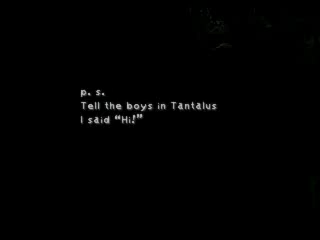 p. s.
Tell the boys in Tantalus
I said “Hi!”